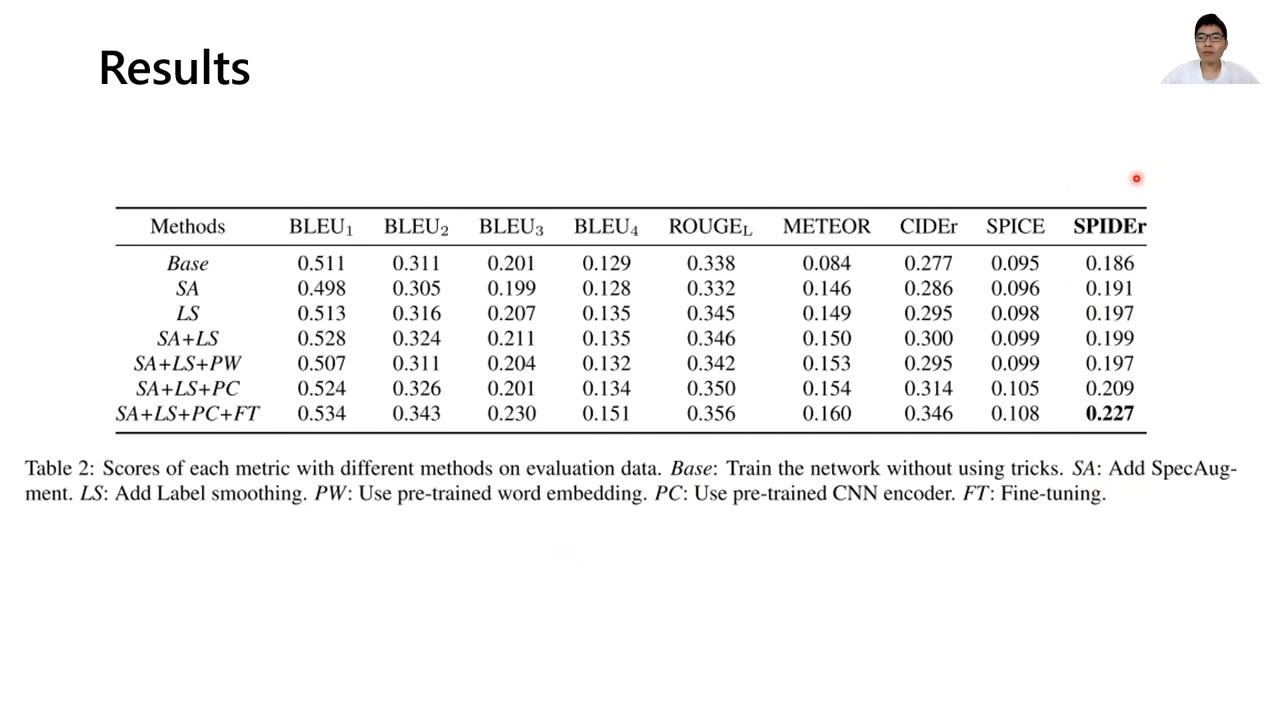 Results
Methods BLEU1 BLEU2 BLEU3 BLEU4 ROUGEL METEOR CIDEr SPICE SPIDEr
Base 0.511 0.311 0.201 0.129 0.338 0.084 0.277 0.095 0.186
SA 0.498 0.305 0.199 0.128 0.332 0.146 0.286 0.096 0.191
LS 0.513 0.316 0.207 0.135 0.345 0.149 0.295 0.098 0.197
SA+LS 0.528 0.324 0.211 0.135 0.346 0.150 0.300 0.099 0.199
SA+LS+PW 0.507 0.311 0.204 0.132 0.342 0.153 0.295 0.099 0.197
SA+LS+PC 0.524 0.326 0.201 0.134 0.350 0.154 0.314 0.105 0.209
SA+LS+PC+FT 0.534 0.343 0.230 0.151 0.356 0.160 0.346 0.108 0.227
Table 2: Scores of each metric with different methods on evaluation data. Base: Train the network without using tricks. SA: Add SpecAug-
ment. LS: Add Label smoothing. PW: Use pre-trained word embedding. PC: Use pre-trained CNN encoder. FT: Fine-tuning.